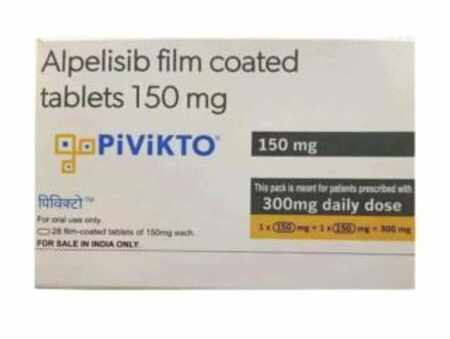 Alpelisib film coated
tablets 150 mg
PiViKTO®
150 mg
पिविक्टो™
This pack is meant for patients prescribed with
300mg daily dose
1 x 150 mg + 1 x 150 mg = 300 mg
For oral use only.
28 film-coated tablets of 150mg each.
FOR SALE IN INDIA ONLY.